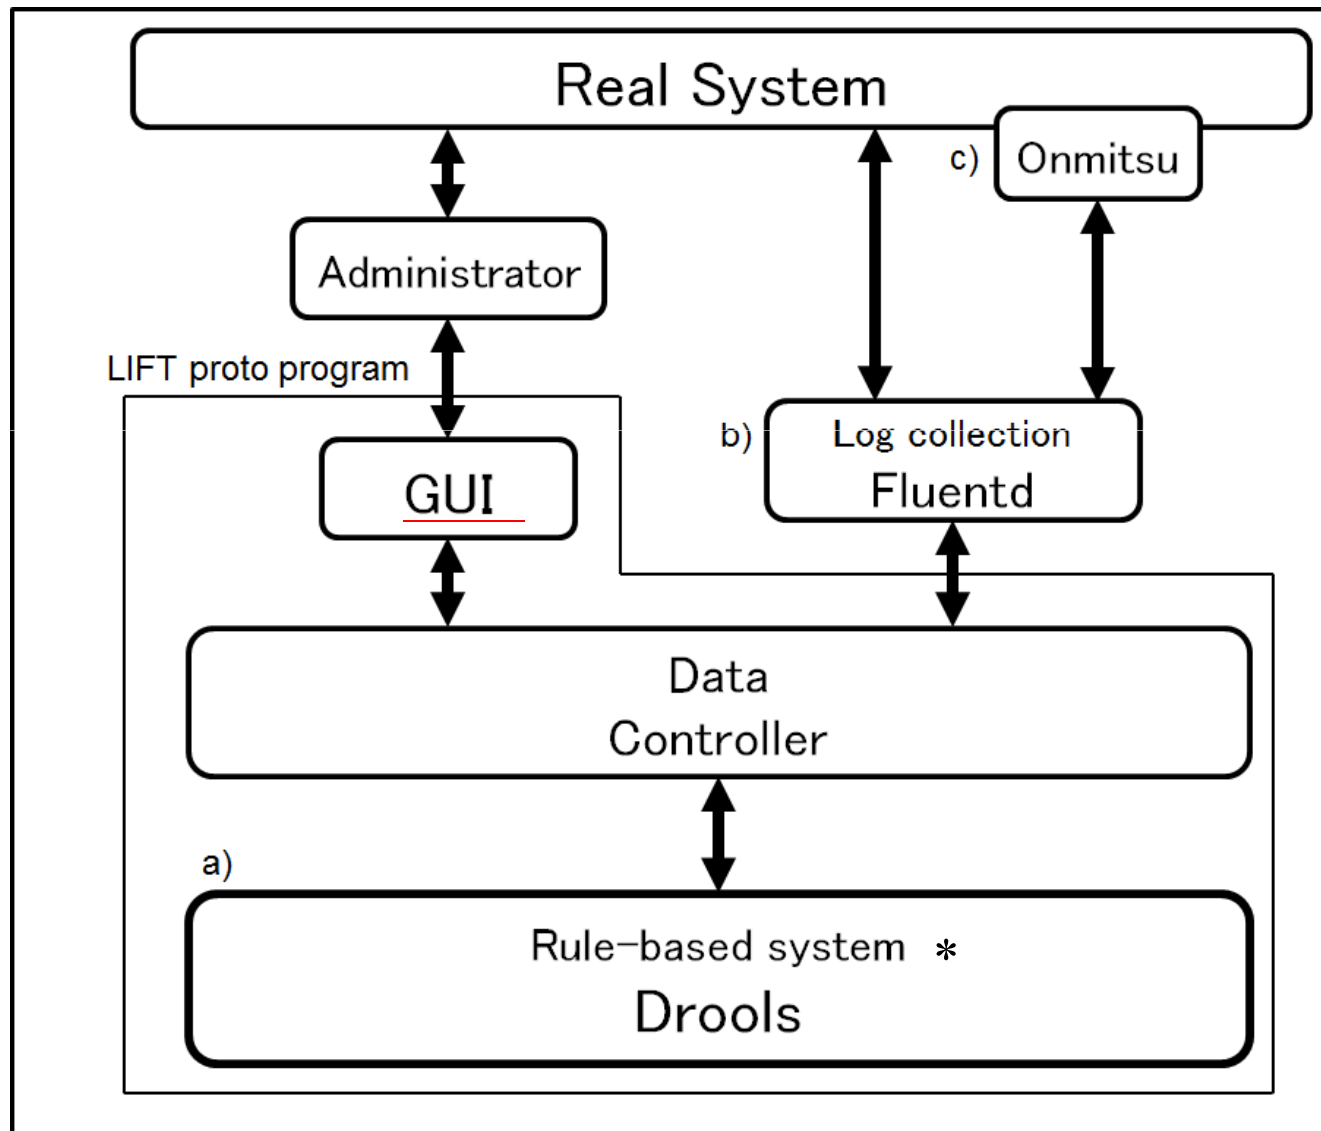 Real System
c)
Onmitsu
Administrator
LIFT proto program
b)
Log collection
Fluentd
GUI
Data
Controller
a)
Rule-based system *
Drools